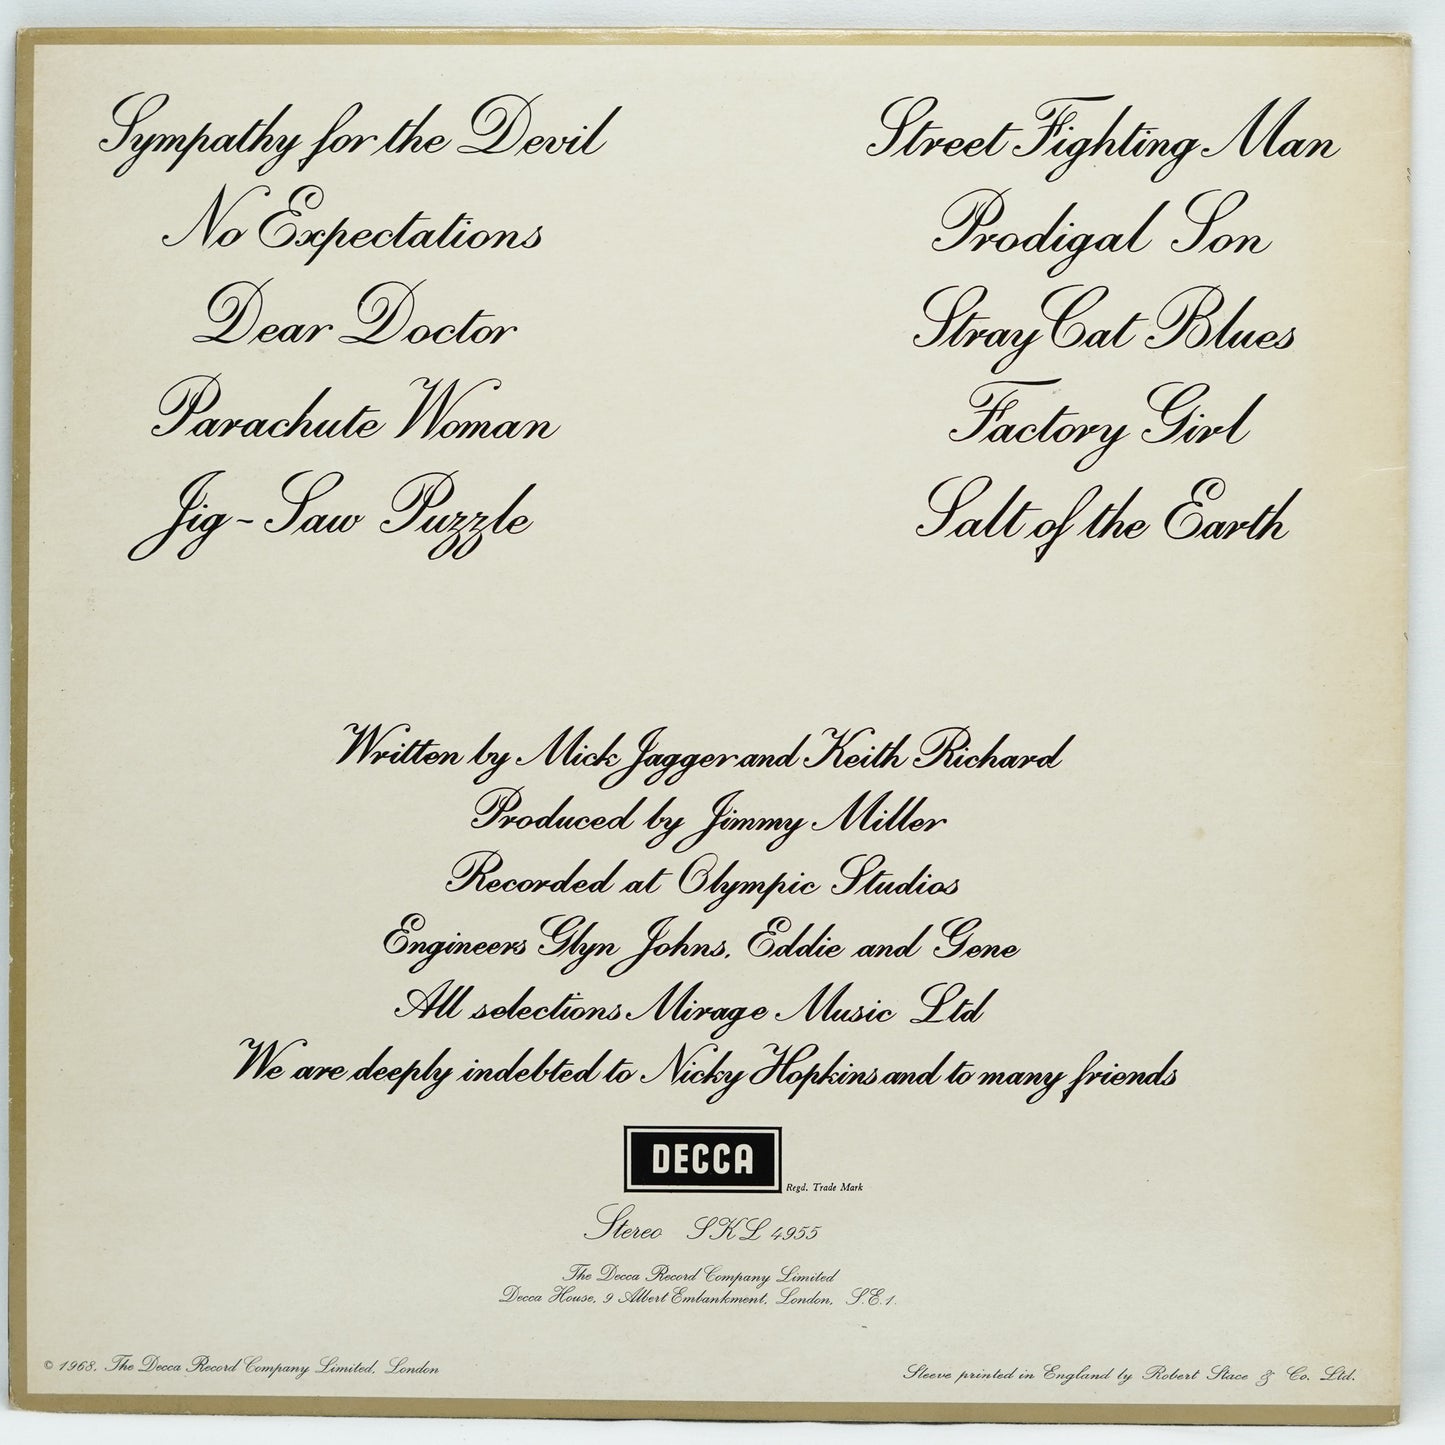 Sympathy for the Devil
No Expectations
Dear Doctor
Parachute Woman
Jig-Saw Puzzle
Street Fighting Man
Prodigal Son
Stray Cat Blues
Factory Girl
Salt of the Earth
Written by Mick Jagger and Keith Richard
Produced by Jimmy Miller
Recorded at Olympic Studios
Engineers Glyn Johns, Eddie and Gene
All selections Mirage Music Ltd
We are deeply indebted to Nicky Hopkins and to many friends
DECCA
Regd. Trade Mark
Stereo SKL 4955
The Decca Record Company Limited
Decca House, 9 Albert Embankment, London, S.E.1.
© 1968, The Decca Record Company Limited, London
Sleeve printed in England by Robert Stace & Co. Ltd.